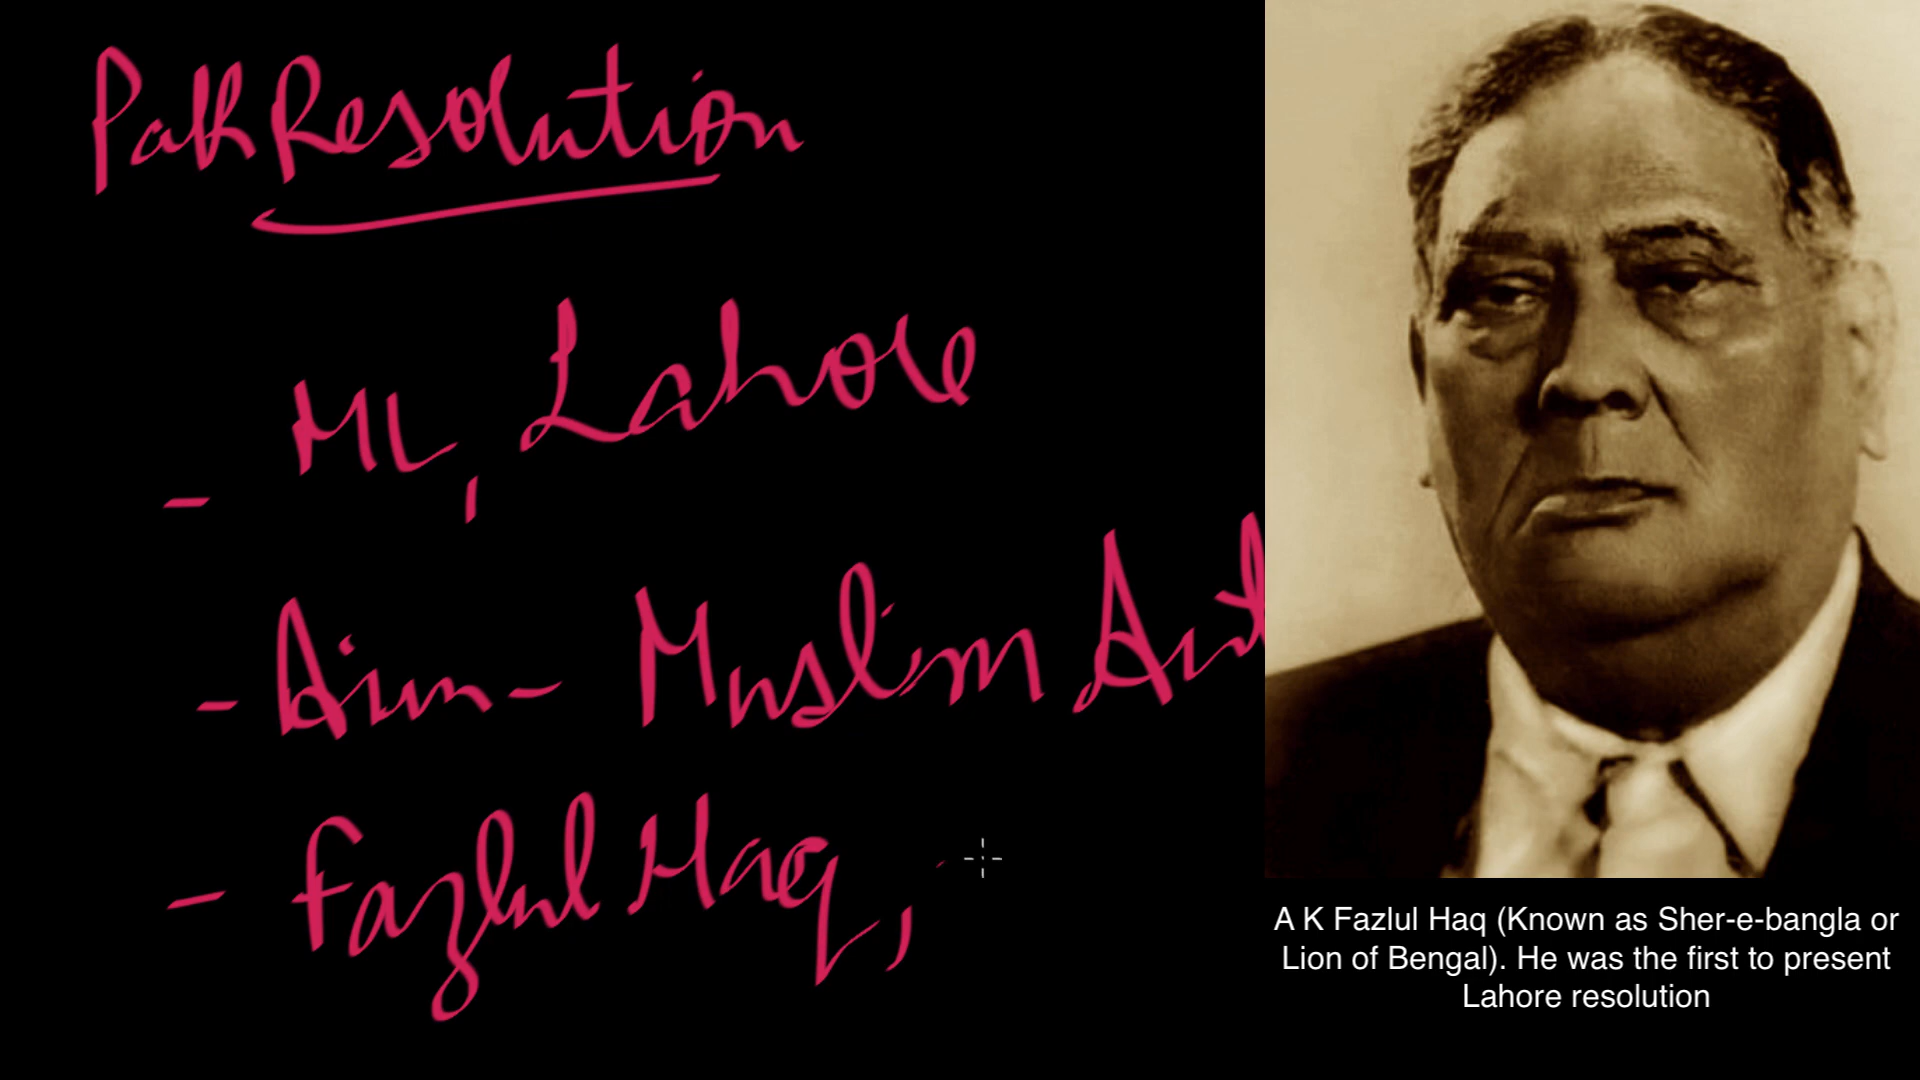 Pak Resolution
- ML, Lahore
- Aim - Muslim Aut
- Fazlul Haq,
A K Fazlul Haq (Known as Sher-e-bangla or
Lion of Bengal). He was the first to present
Lahore resolution